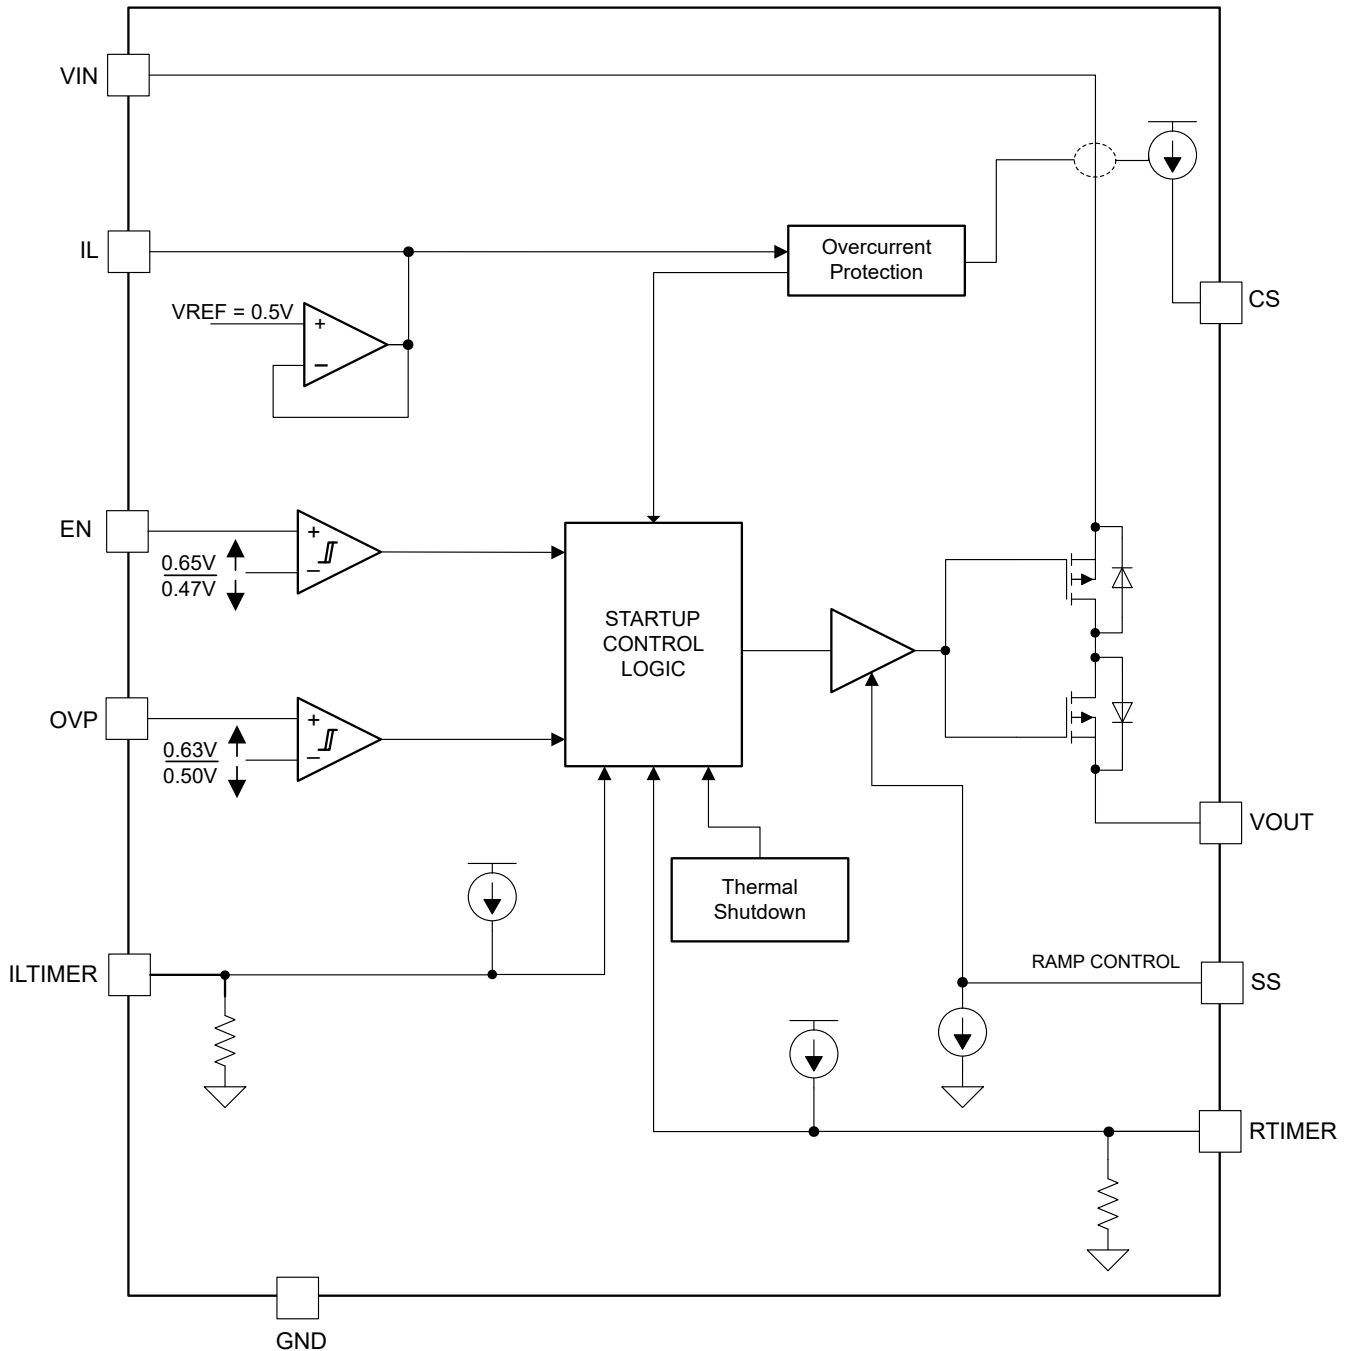 VIN
IL
Overcurrent
Protection
CS
VREF = 0.5V
+
−
EN
+
−
0.65V
0.47V
STARTUP
CONTROL
LOGIC
OVP
+
−
0.63V
0.50V
VOUT
Thermal
Shutdown
ILTIMER
RAMP CONTROL
SS
RTIMER
GND